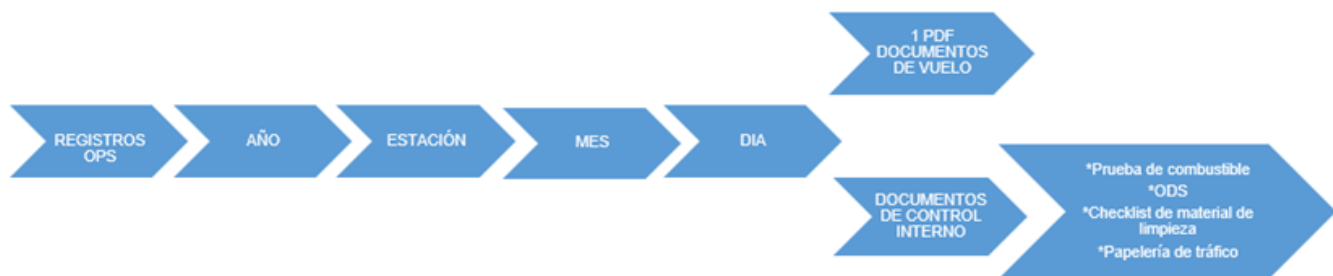 REGISTROS
OPS
AÑO
ESTACIÓN
MES
DIA
1 PDF
DOCUMENTOS
DE VUELO
DOCUMENTOS
DE CONTROL
INTERNO
*Prueba de combustible
*ODS
*Checklist de material de
limpieza
*Papelería de tráfico